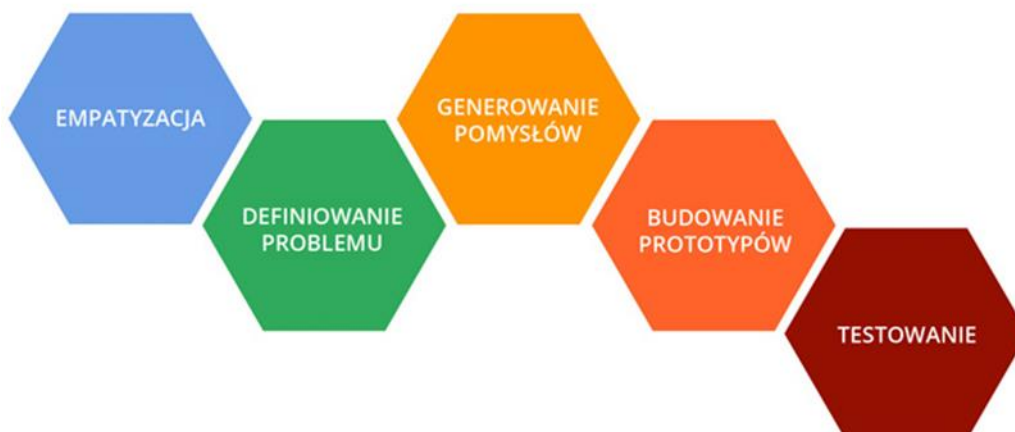 EMPATYZACJA
DEFINIOWANIE
PROBLEMU
GENEROWANIE
POMYSŁÓW
BUDOWANIE
PROTOTYPÓW
TESTOWANIE